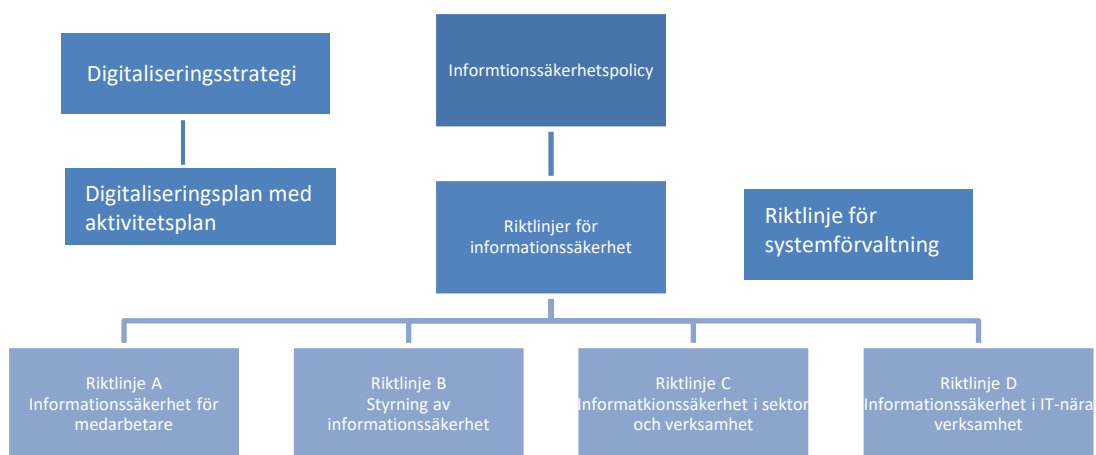 Digitaliseringsstrategi
Informtionssäkerhetspolicy
Digitaliseringsplan med
aktivitetsplan
Riktlinjer för
informationssäkerhet
Riktlinje för
systemförvaltning
Riktlinje A
Informationssäkerhet för
medarbetare
Riktlinje B
Styrning av
informationssäkerhet
Riktlinje C
Informatkionssäkerhet i sektor
och verksamhet
Riktlinje D
Informationssäkerhet i IT-nära
verksamhet